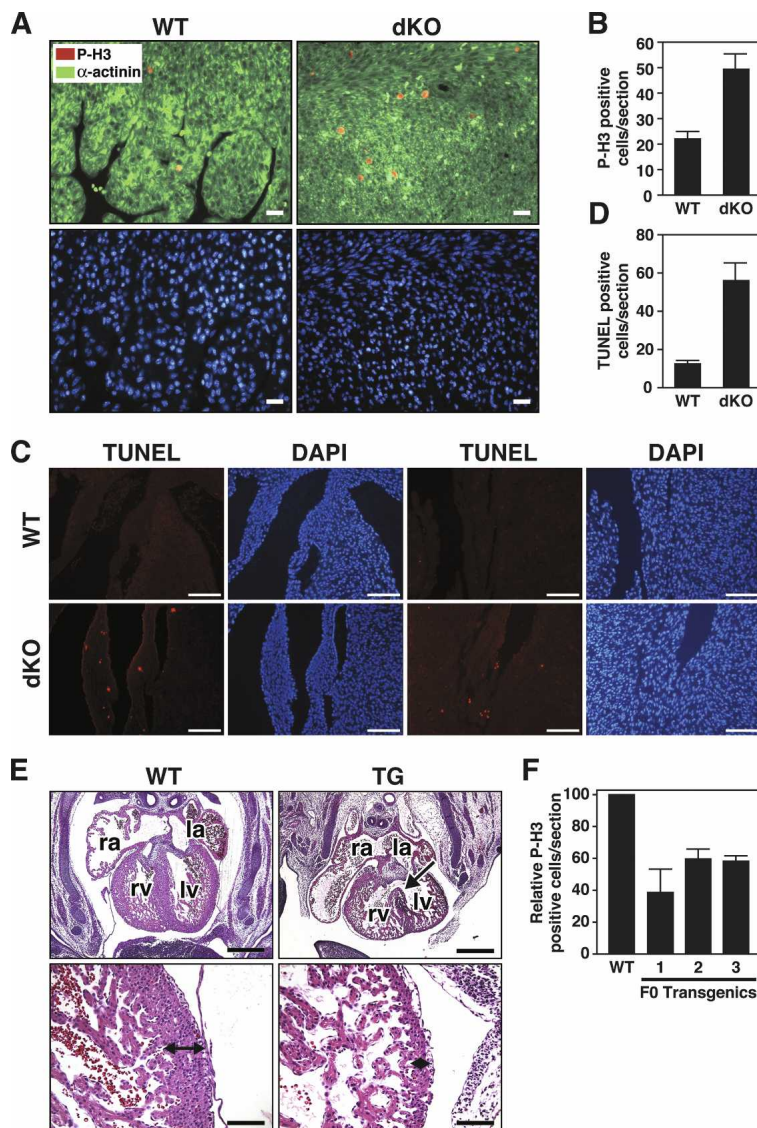 A
WT
dKO
P-H3
α-actinin
B
P-H3 positive
cells/section
60
50
40
30
20
10
0
WT dKO
D
TUNEL positive
cells/section
80
60
40
20
0
WT dKO
C
TUNEL DAPI TUNEL DAPI
WT
dKO
E
WT
TG
ra
la
rv
lv
ra
la
rv
lv
F
Relative P-H3
positive cells/section
100
80
60
40
20
0
WT 1 2 3
F0 Transgenics